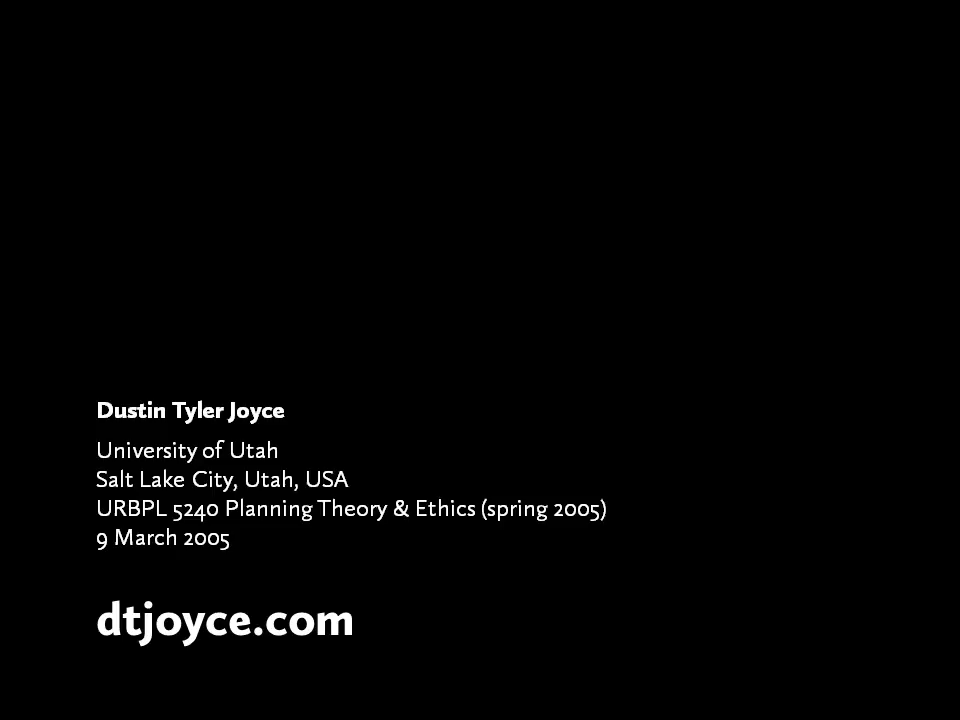 Dustin Tyler Joyce
University of Utah
Salt Lake City, Utah, USA
URBPL 5240 Planning Theory & Ethics (spring 2005)
9 March 2005
dtjoyce.com